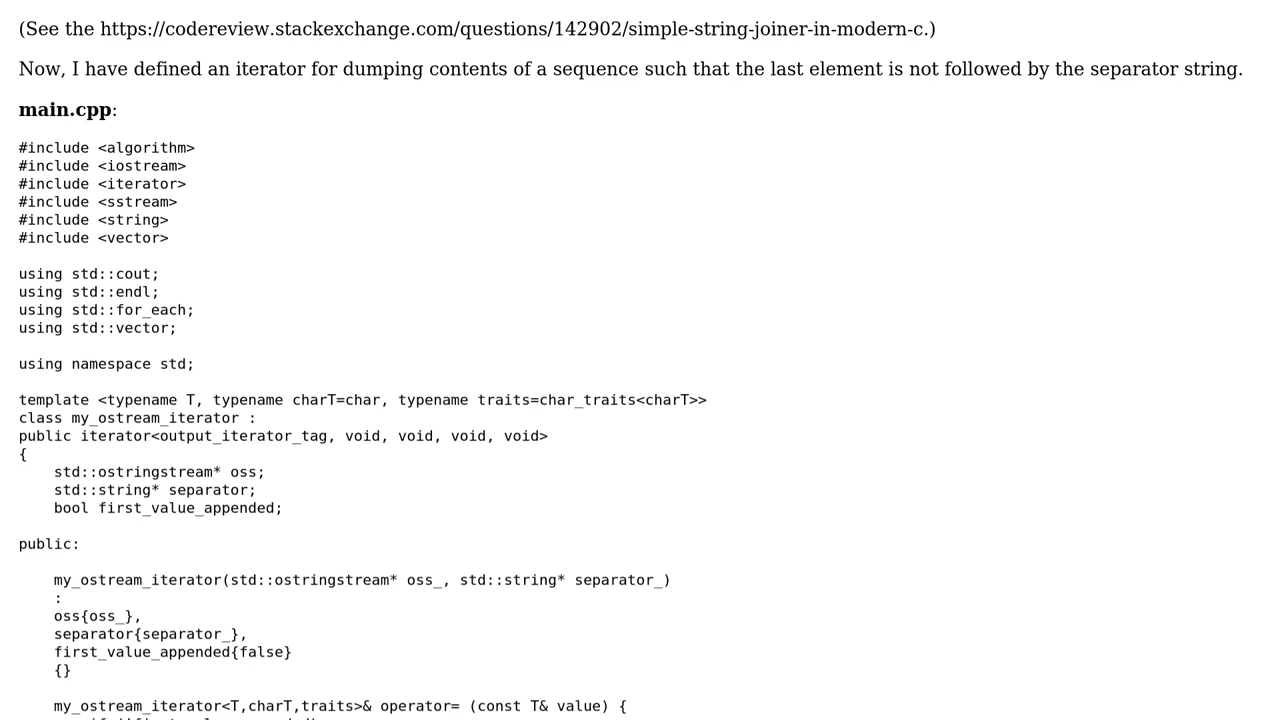 (See the https://codereview.stackexchange.com/questions/142902/simple-string-joiner-in-modern-c.)
Now, I have defined an iterator for dumping contents of a sequence such that the last element is not followed by the separator string.
main.cpp:
#include <algorithm>
#include <iostream>
#include <iterator>
#include <sstream>
#include <string>
#include <vector>
using std::cout;
using std::endl;
using std::for_each;
using std::vector;
using namespace std;
template <typename T, typename charT=char, typename traits=char_traits<charT>>
class my_ostream_iterator :
public iterator<output_iterator_tag, void, void, void, void>
{
    std::ostringstream* oss;
    std::string* separator;
    bool first_value_appended;
public:
    my_ostream_iterator(std::ostringstream* oss_, std::string* separator_)
    :
    oss{oss_},
    separator{separator_},
    first_value_appended{false}
    {}
    my_ostream_iterator<T,charT,traits>& operator= (const T& value) {